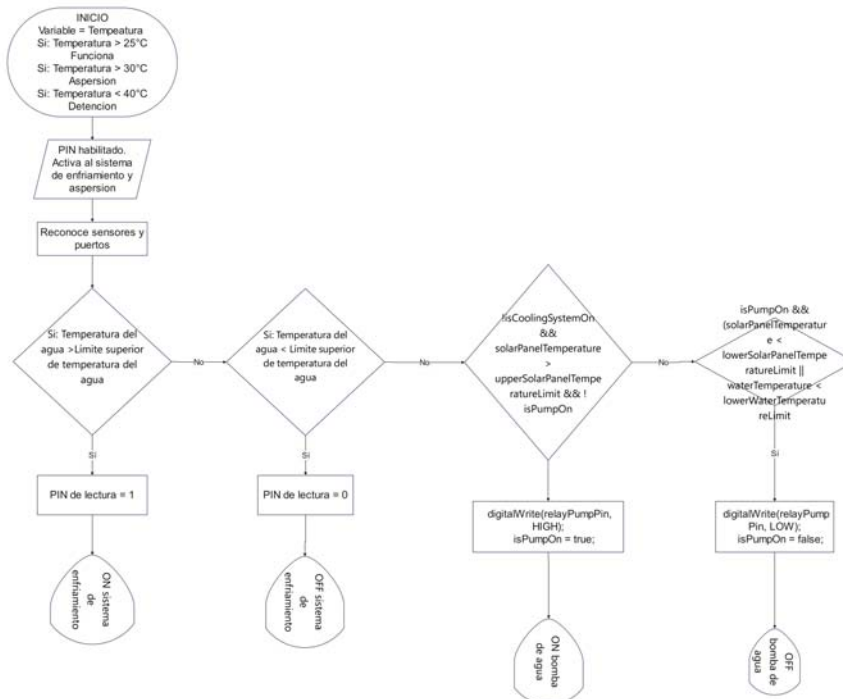 INICIO
Variable = Tempeatura
Si: Temperatura > 25°C
Funciona
Si: Temperatura > 30°C
Aspersion
Si: Temperatura < 40°C
Detencion
PIN habilitado.
Activa al sistema
de enfriamiento y
aspersion
Reconoce sensores y
puertos
Si: Temperatura del
agua >Limite superior
de temperatura del
agua
No
Si: Temperatura del
agua < Limite superior
de temperatura del
agua
No
!isCoolingSystemOn
&&
solarPanelTemperature
>
upperSolarPanelTempe
ratureLimit && !
isPumpOn
No
isPumpOn &&
(solarPanelTemperatur
e <
lowerSolarPanelTempe
ratureLimit ||
waterTemperature <
lowerWaterTemperatu
reLimit
Si
Si
Si
Si
PIN de lectura = 1
PIN de lectura = 0
digitalWrite(relayPumpPin,
HIGH);
isPumpOn = true;
digitalWrite(relayPump
Pin, LOW);
isPumpOn = false;
ON sistema
de
enfriamiento
OFF sistema
de
enfriamiento
ON bomba
de agua
OFF
bomba de
agua